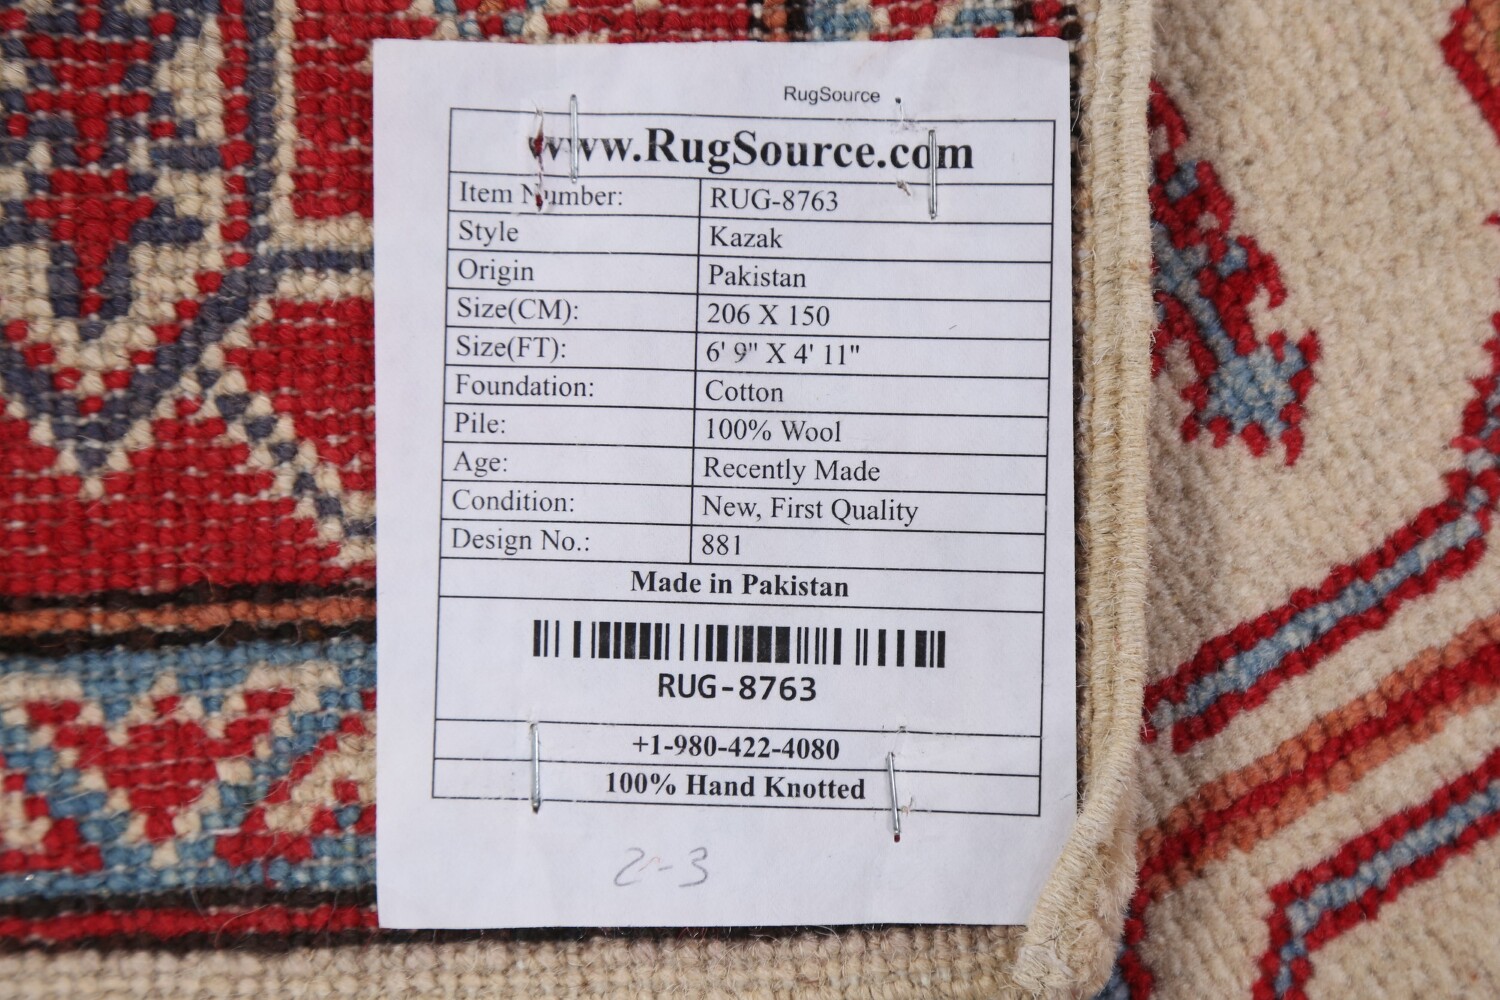 RugSource
www.RugSource.com
Item Number: RUG-8763
Style Kazak
Origin Pakistan
Size(CM): 206 X 150
Size(FT): 6' 9" X 4' 11"
Foundation: Cotton
Pile: 100% Wool
Age: Recently Made
Condition: New, First Quality
Design No.: 881
Made in Pakistan
RUG-8763
+1-980-422-4080
100% Hand Knotted
2-3